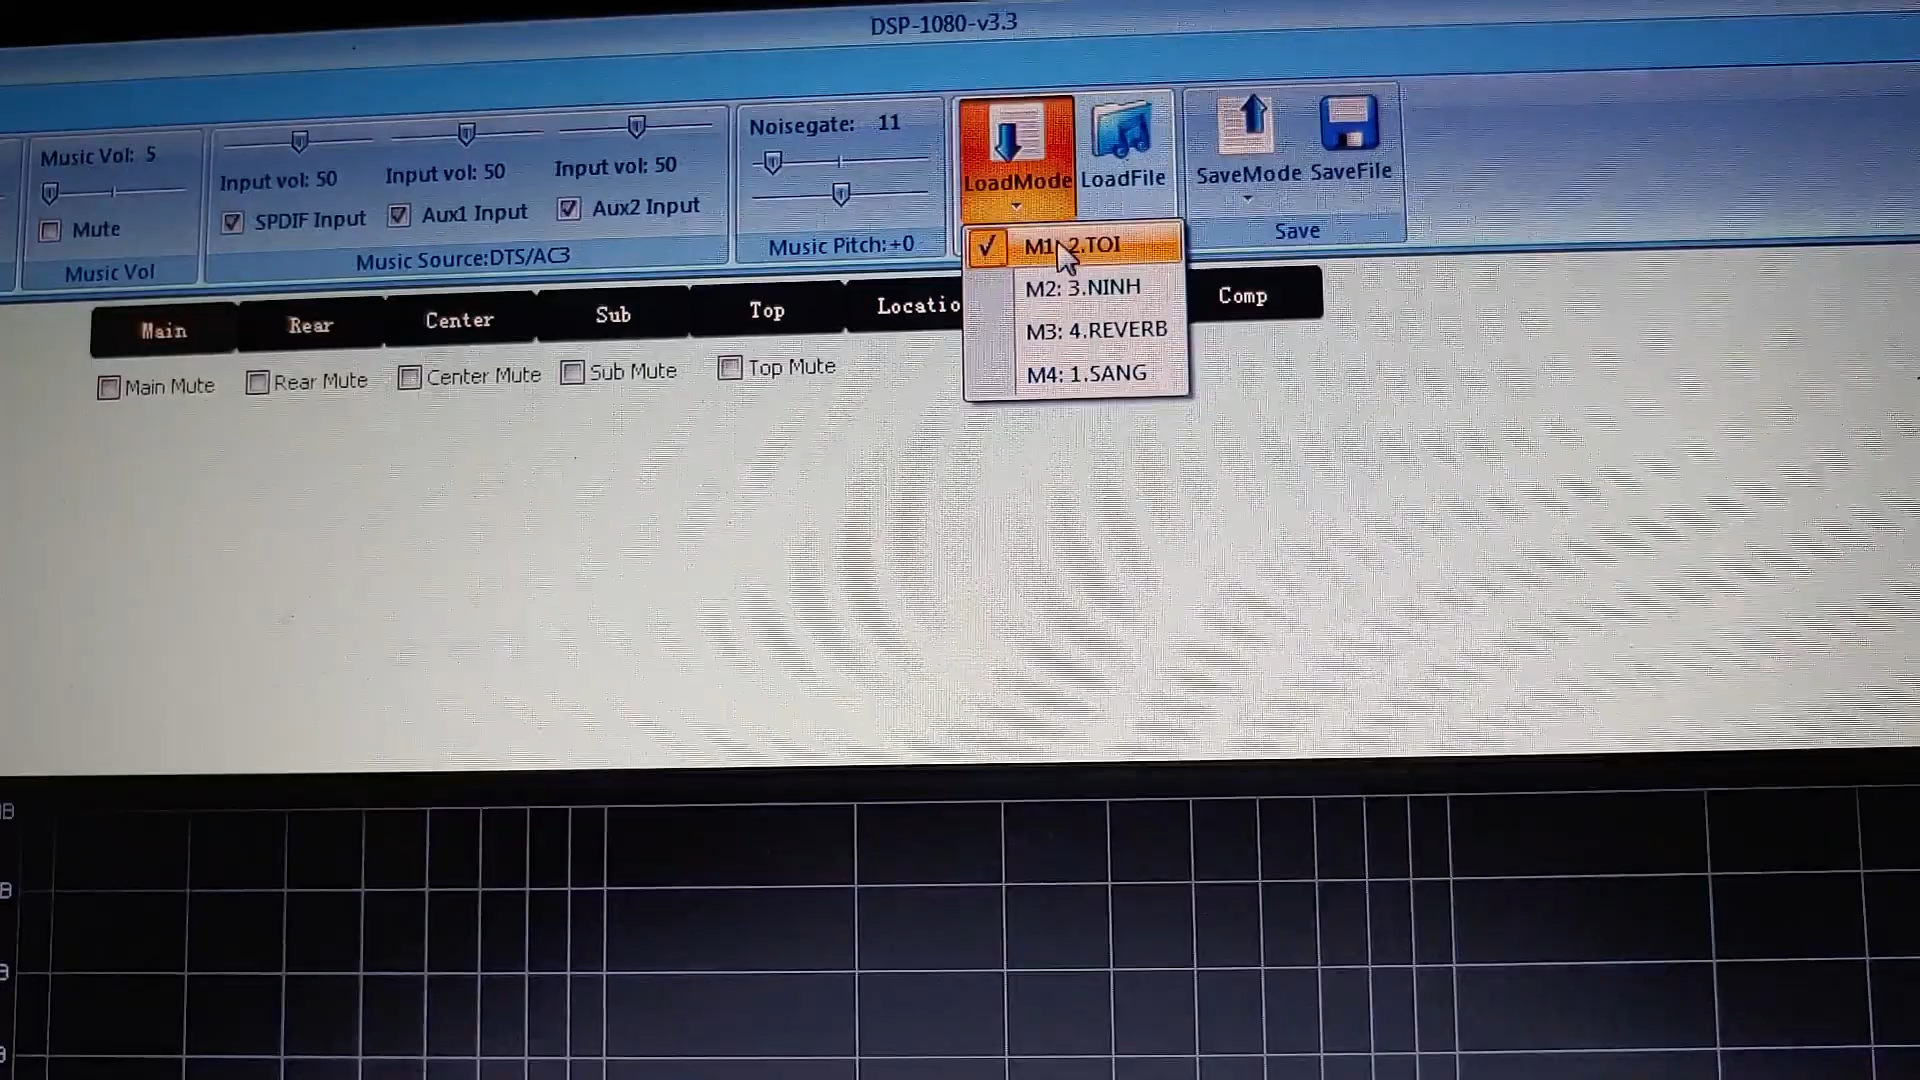 DSP-1080-v3.3
Music Vol: 5
Mute
Music Vol
Input vol: 50
Input vol: 50
Input vol: 50
SPDIF Input
Aux1 Input
Aux2 Input
Music Source:DTS/AC3
Noisegate: 11
Music Pitch:+0
LoadMode
LoadFile
SaveMode
SaveFile
Save
M1: 2.TOI
M2: 3.NINH
M3: 4.REVERB
M4: 1.SANG
Main
Rear
Center
Sub
Top
Locatio
Comp
Main Mute
Rear Mute
Center Mute
Sub Mute
Top Mute